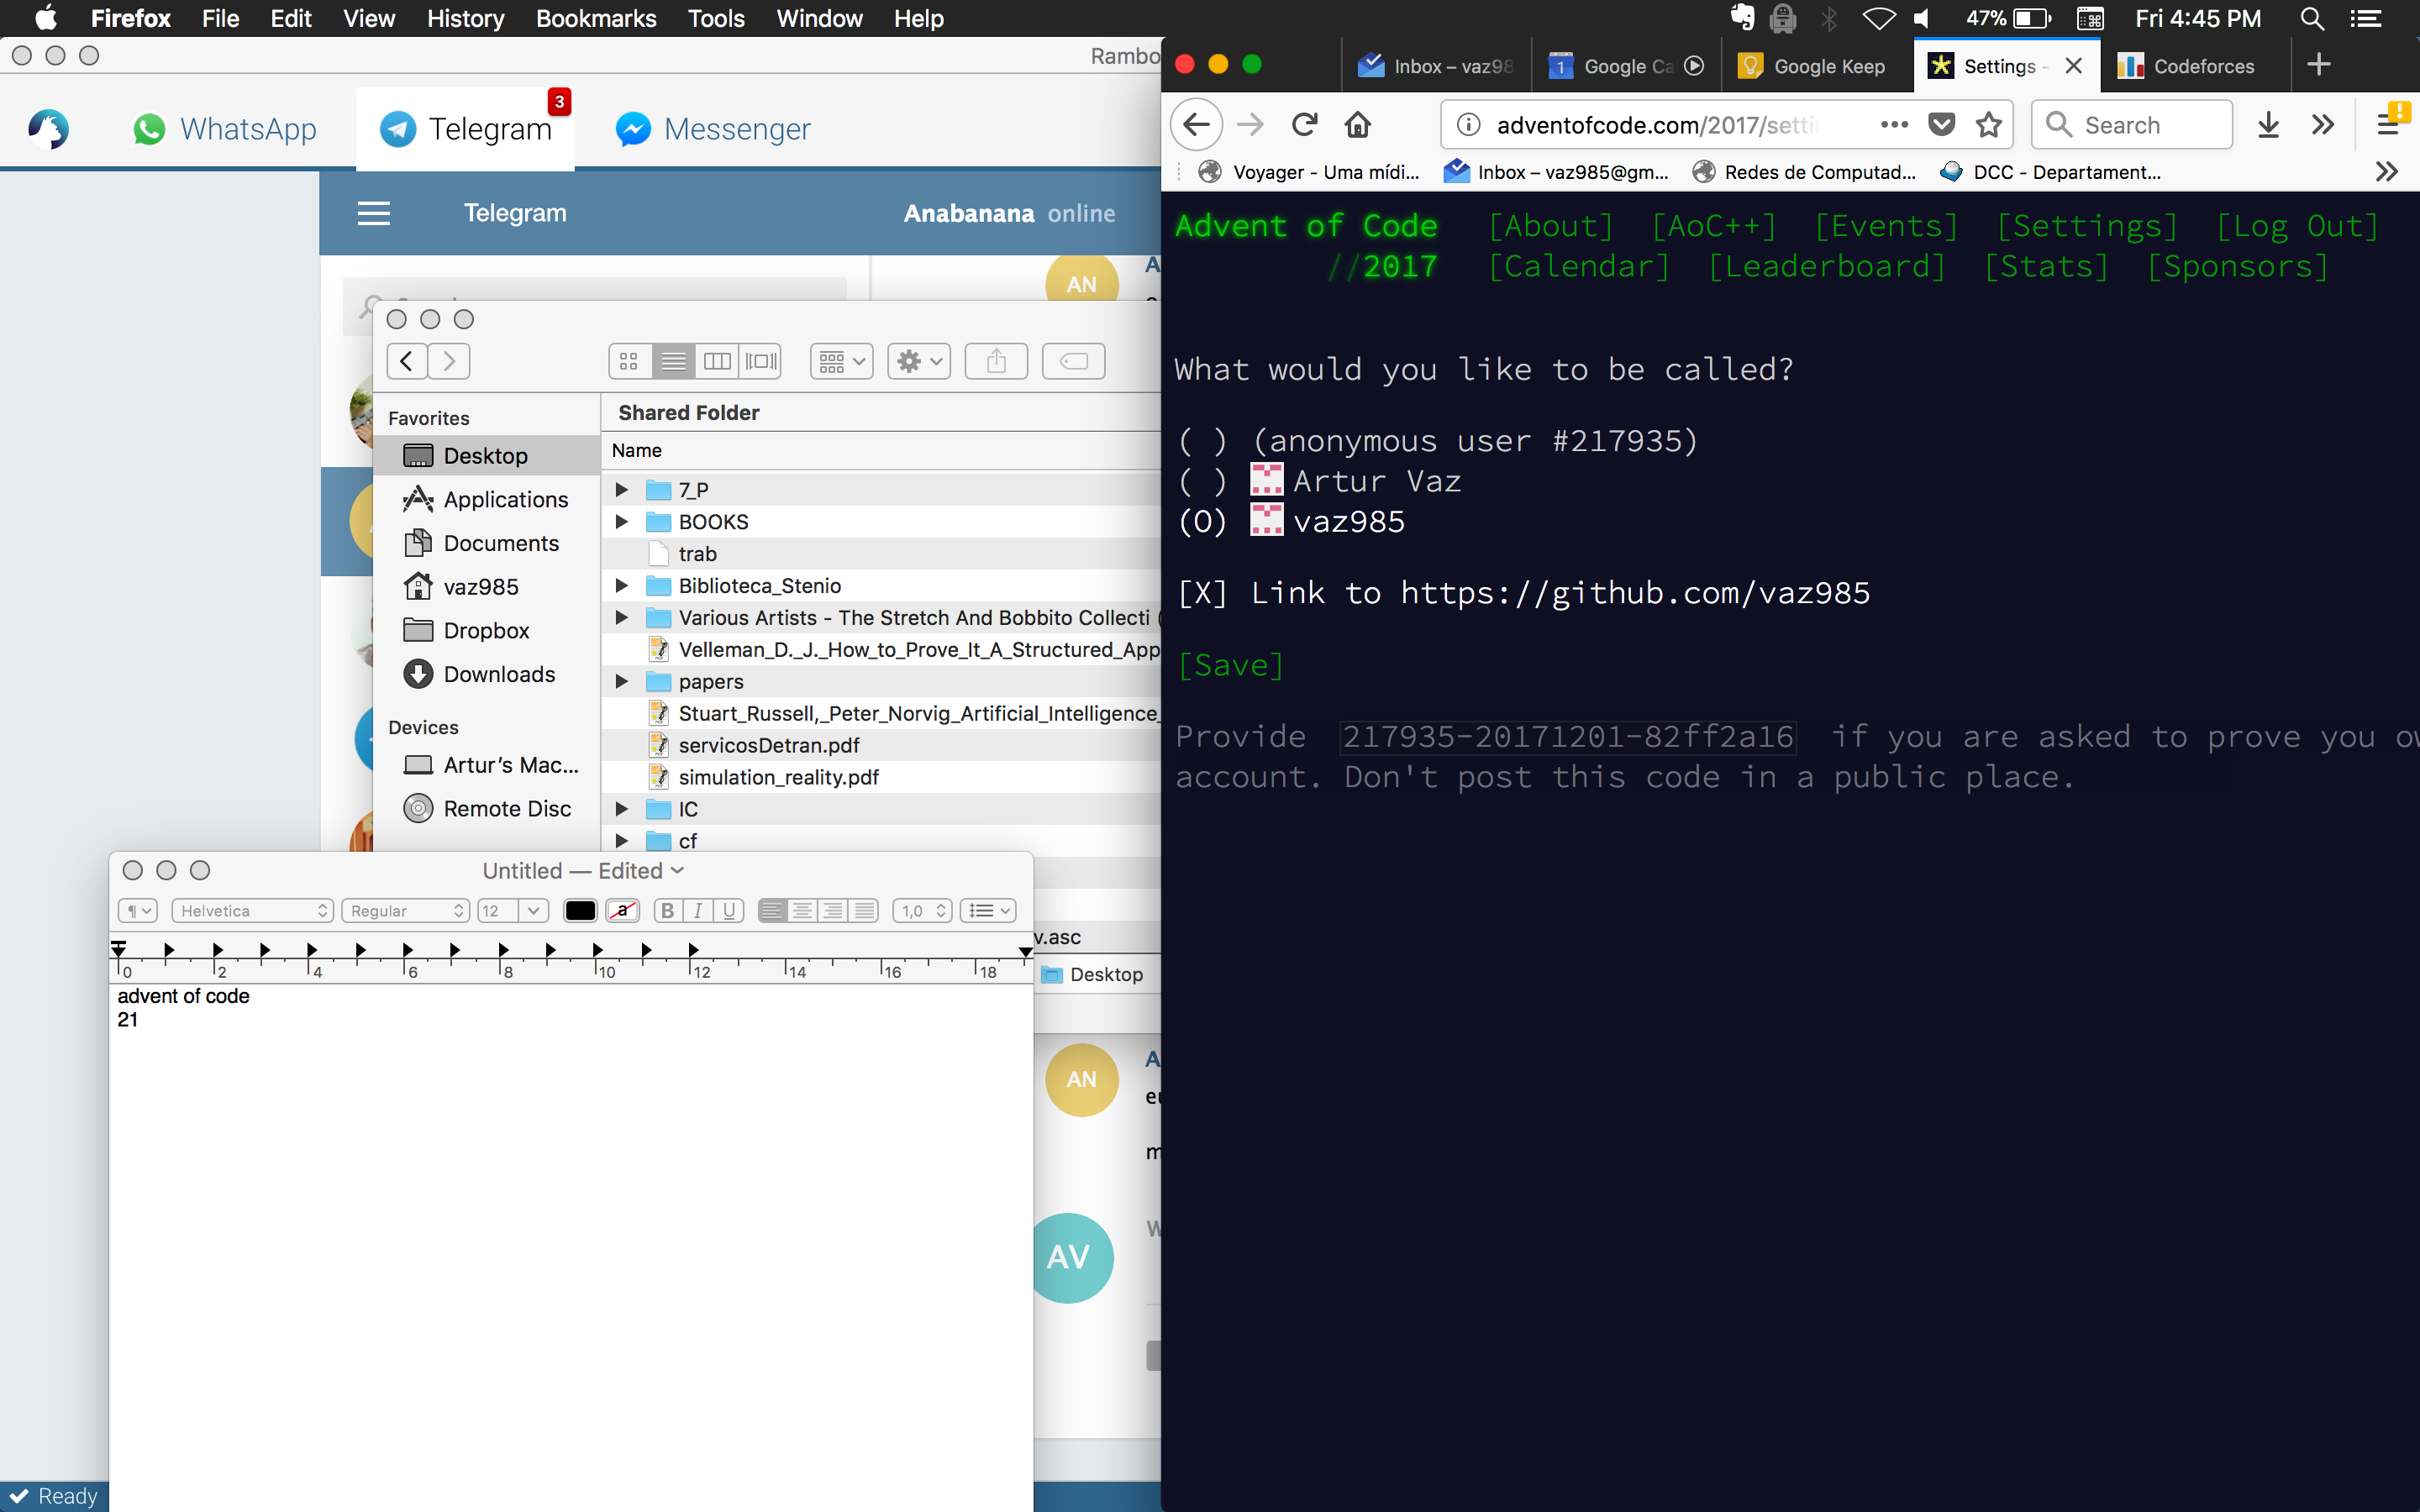 Firefox File Edit View History Bookmarks Tools Window Help
47% Fri 4:45 PM
WhatsApp
Telegram
3
Messenger
Telegram
Anabanana online
AN
Favorites
Desktop
Applications
Documents
vaz985
Dropbox
Downloads
Devices
Artur's Mac...
Remote Disc
Shared Folder
Name
7_P
BOOKS
trab
Biblioteca_Stenio
Various Artists - The Stretch And Bobbito Collecti
Velleman_D._J._How_to_Prove_It_A_Structured_App
papers
Stuart_Russell,_Peter_Norvig_Artificial_Intelligence_
servicosDetran.pdf
simulation_reality.pdf
IC
cf
v.asc
Desktop
Untitled — Edited
Helvetica Regular 12 a B I U 1,0
0 2 4 6 8 10 12 14 16 18
advent of code
21
AN
AV
Ready
Inbox – vaz98
1 Google Ca
Google Keep
Settings -
Codeforces
adventofcode.com/2017/setti
Search
Voyager - Uma mídi...
Inbox – vaz985@gm...
Redes de Computad...
DCC - Departament...
Advent of Code [About] [AoC++] [Events] [Settings] [Log Out]
//2017 [Calendar] [Leaderboard] [Stats] [Sponsors]
What would you like to be called?
( ) (anonymous user #217935)
( ) Artur Vaz
(O) vaz985
[X] Link to https://github.com/vaz985
[Save]
Provide 217935-20171201-82ff2a16 if you are asked to prove you ow
account. Don't post this code in a public place.